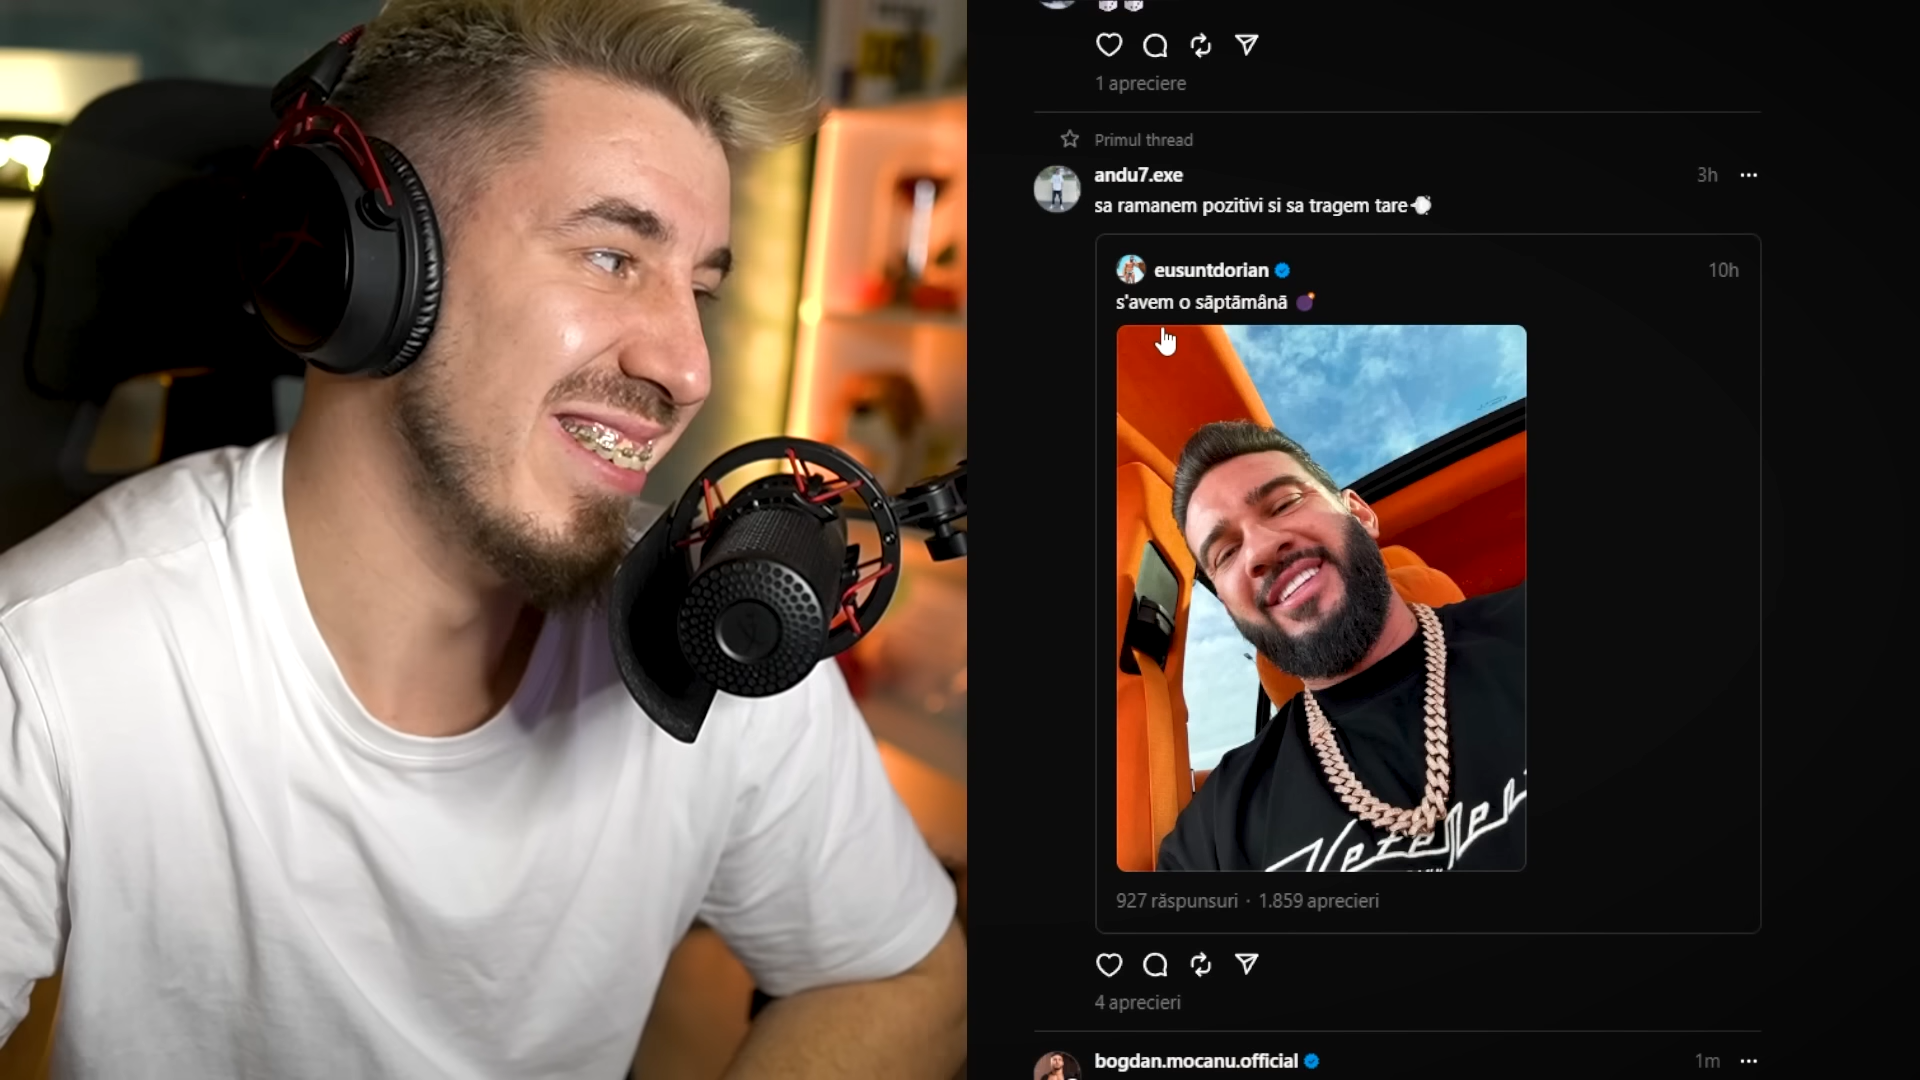 1 apreciere
Primul thread
andu7.exe
3h
sa ramanem pozitivi si sa tragem tare
eusuntdorian
10h
s'avem o săptămână
927 răspunsuri · 1.859 aprecieri
4 aprecieri
bogdan.mocanu.official
1m